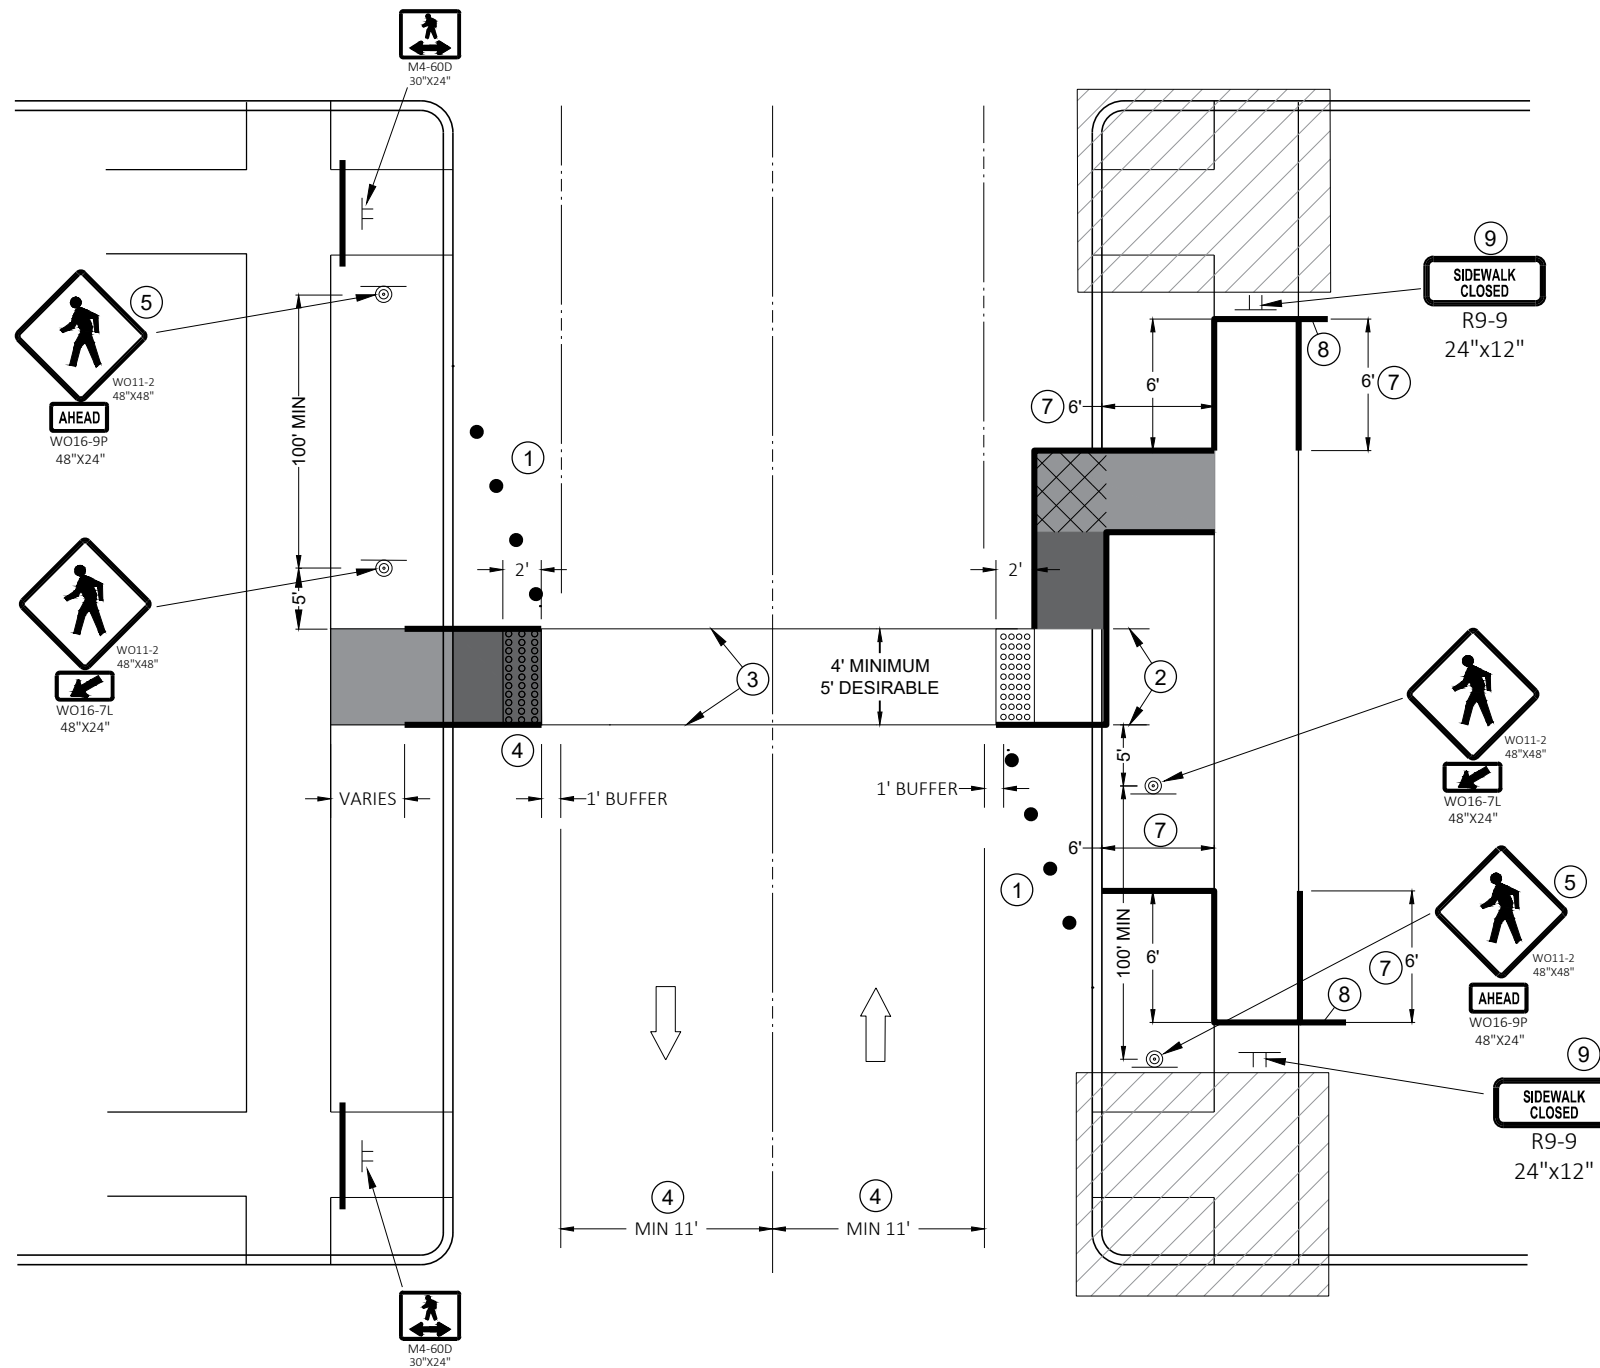 M4-60D
30"X24"
5
WO11-2
48"X48"
AHEAD
WO16-9P
48"X24"
100' MIN
1
9
SIDEWALK
CLOSED
R9-9
24"x12"
8
6'
6'
7
7
6'
5'
2'
2'
WO11-2
48"X48"
WO16-7L
48"X24"
3
4' MINIMUM
5' DESIRABLE
2
4
VARIES
1' BUFFER
1' BUFFER
5'
WO11-2
48"X48"
WO16-7L
48"X24"
7
6'
1
100' MIN
6'
7
6'
8
5
WO11-2
48"X48"
AHEAD
WO16-9P
48"X24"
9
SIDEWALK
CLOSED
R9-9
24"x12"
4
MIN 11'
4
MIN 11'
M4-60D
30"X24"